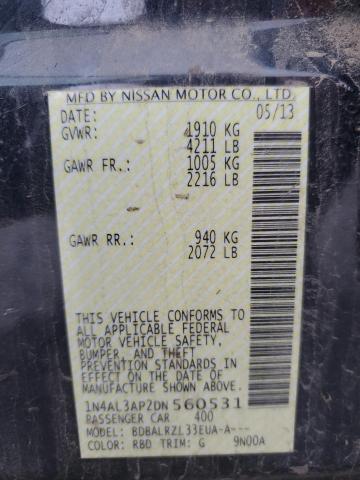 MFD BY NISSAN MOTOR CO., LTD.
DATE: 05/13
GVWR: 1910 KG
4211 LB
GAWR FR.: 1005 KG
2216 LB
GAWR RR.: 940 KG
2072 LB
THIS VEHICLE CONFORMS TO
ALL APPLICABLE FEDERAL
MOTOR VEHICLE SAFETY,
BUMPER, AND THEFT
PREVENTION STANDARDS IN
EFFECT ON THE DATE OF
MANUFACTURE SHOWN ABOVE.
1N4AL3AP2DN 560531
PASSENGER CAR 400
MODEL: BDBALRZL33EUA-A---
COLOR: RBD TRIM: G 9N00A